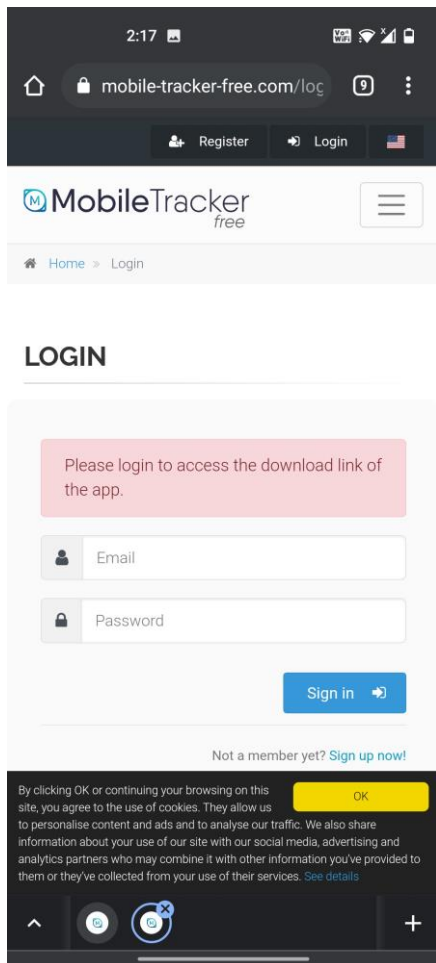 2:17
Vo» WiFi
mobile-tracker-free.com/log
9
Register
Login
MobileTracker
free
Home » Login
LOGIN
Please login to access the download link of
the app.
Email
Password
Sign in
Not a member yet? Sign up now!
By clicking OK or continuing your browsing on this
site, you agree to the use of cookies. They allow us
OK
to personalise content and ads and to analyse our traffic. We also share
information about your use of our site with our social media, advertising and
analytics partners who may combine it with other information you've provided to
them or they've collected from your use of their services. See details